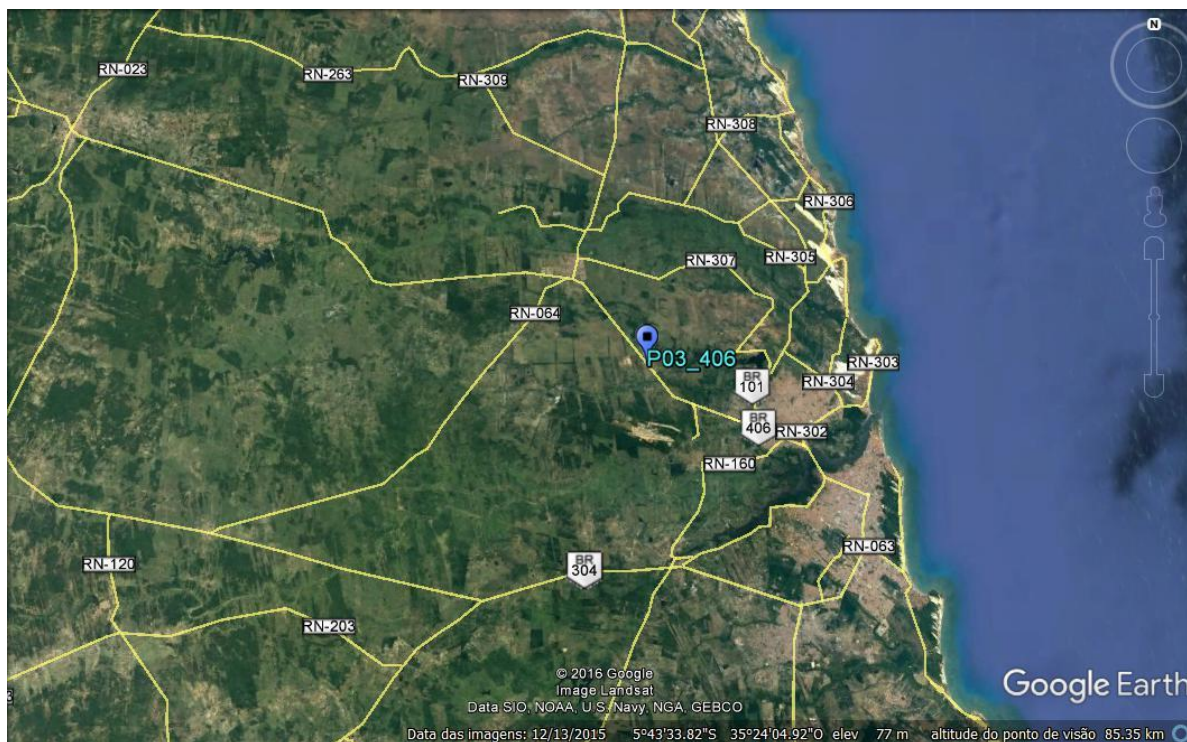 N
RN-023
RN-263
RN-309
RN-308
RN-306
RN-305
RN-307
RN-064
P03_406
RN-303
BR
101
RN-304
BR
406
RN-302
RN-160
RN-063
RN-120
BR
304
RN-203
© 2016 Google
Image Landsat
Data SIO, NOAA, U.S. Navy, NGA, GEBCO
Google Earth
Data das imagens: 12/13/2015 5°43'33.82"S 35°24'04.92"O elev 77 m altitude do ponto de visão 85.35 km